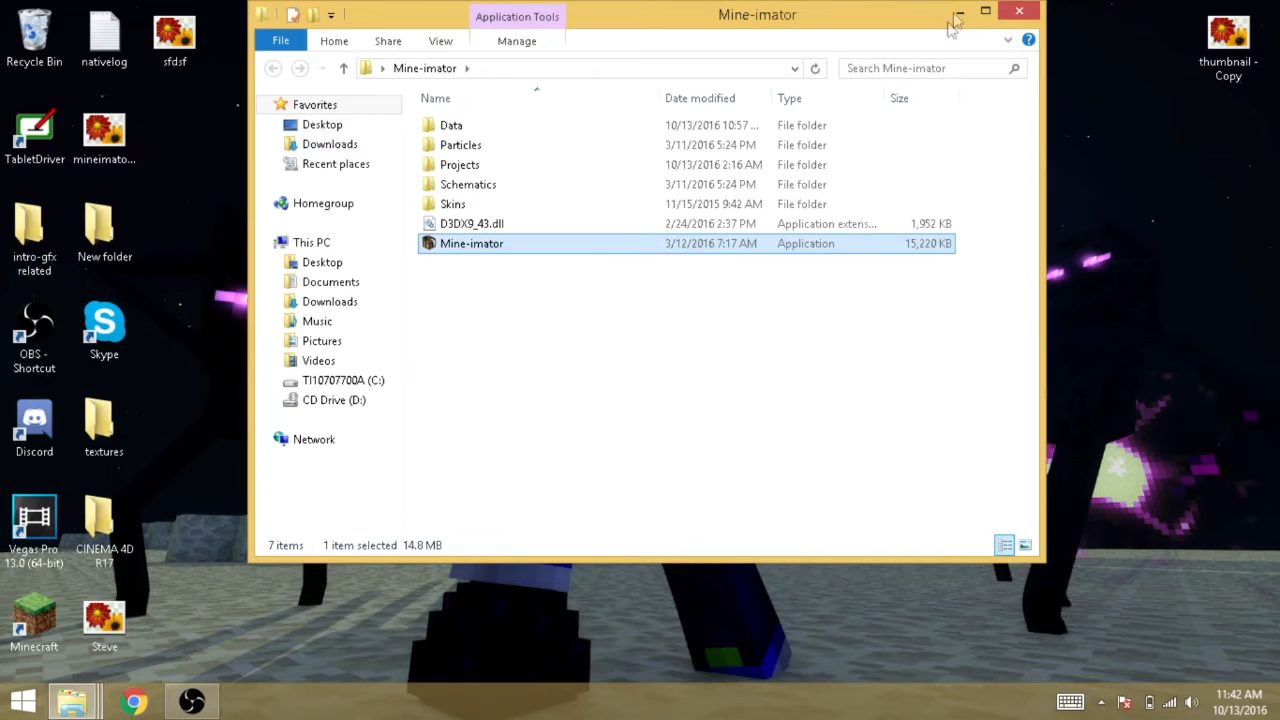 Recycle Bin
nativelog
sfdsf
TabletDriver
mineimato...
intro-gfx
related
New folder
OBS -
Shortcut
Skype
Discord
textures
Vegas Pro
13.0 (64-bit)
CINEMA 4D
R17
Minecraft
Steve
thumbnail -
Copy
Application Tools
Mine-imator
File Home Share View Manage
Mine-imator
Search Mine-imator
Name Date modified Type Size
Favorites
Desktop
Downloads
Recent places
Homegroup
This PC
Desktop
Documents
Downloads
Music
Pictures
Videos
TI10707700A (C:)
CD Drive (D:)
Network
Data 10/13/2016 10:57 ... File folder
Particles 3/11/2016 5:24 PM File folder
Projects 10/13/2016 2:16 AM File folder
Schematics 3/11/2016 5:24 PM File folder
Skins 11/15/2015 9:42 AM File folder
D3DX9_43.dll 2/24/2016 2:37 PM Application extens... 1,952 KB
Mine-imator 3/12/2016 7:17 AM Application 15,220 KB
7 items 1 item selected 14.8 MB
11:42 AM
10/13/2016